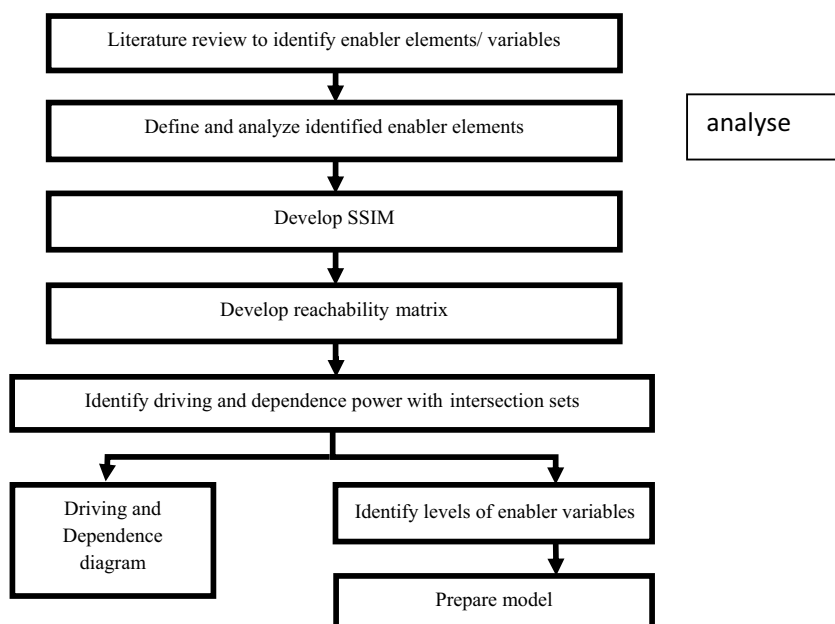 Literature review to identify enabler elements/ variables
Define and analyze identified enabler elements
analyse
Develop SSIM
Develop reachability matrix
Identify driving and dependence power with intersection sets
Driving and
Dependence
diagram
Identify levels of enabler variables
Prepare model